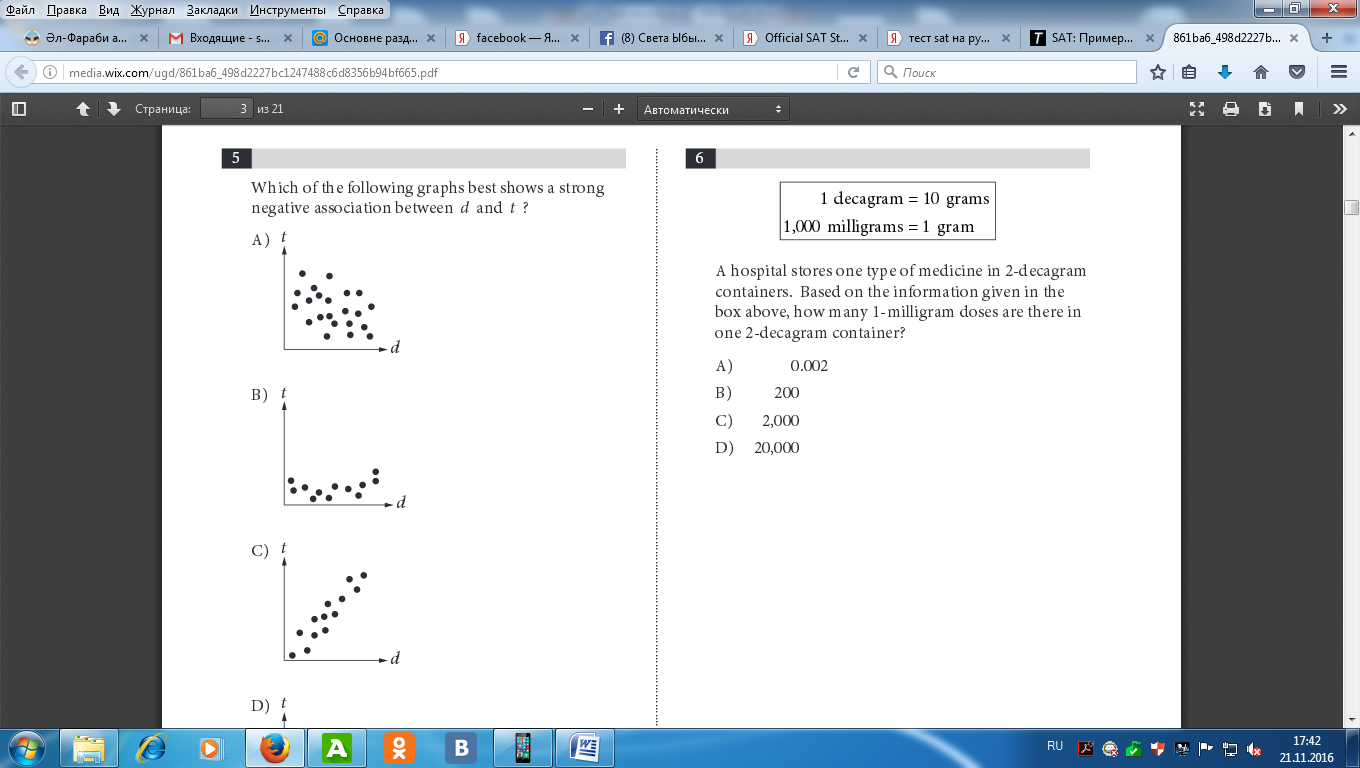 Файл Правка Вид Журнал Закладки Инструменты Справка
Әл-Фараби а...
Входящие - s...
Основне разд...
facebook — Я...
(8) Света Ыбы...
Official SAT St...
тест sat на ру...
SAT: Пример...
861ba6_498d2227b...
media.wix.com/ugd/861ba6_498d2227bc1247488c6d8356b94bf665.pdf
Поиск
Страница: 3 из 21
Автоматически
5
Which of the following graphs best shows a strong
negative association between d and t ?
A) t
d
B) t
d
C) t
d
D) t
6
1 decagram = 10 grams
1,000 milligrams = 1 gram
A hospital stores one type of medicine in 2-decagram
containers. Based on the information given in the
box above, how many 1-milligram doses are there in
one 2-decagram container?
A) 0.002
B) 200
C) 2,000
D) 20,000
RU
17:42
21.11.2016